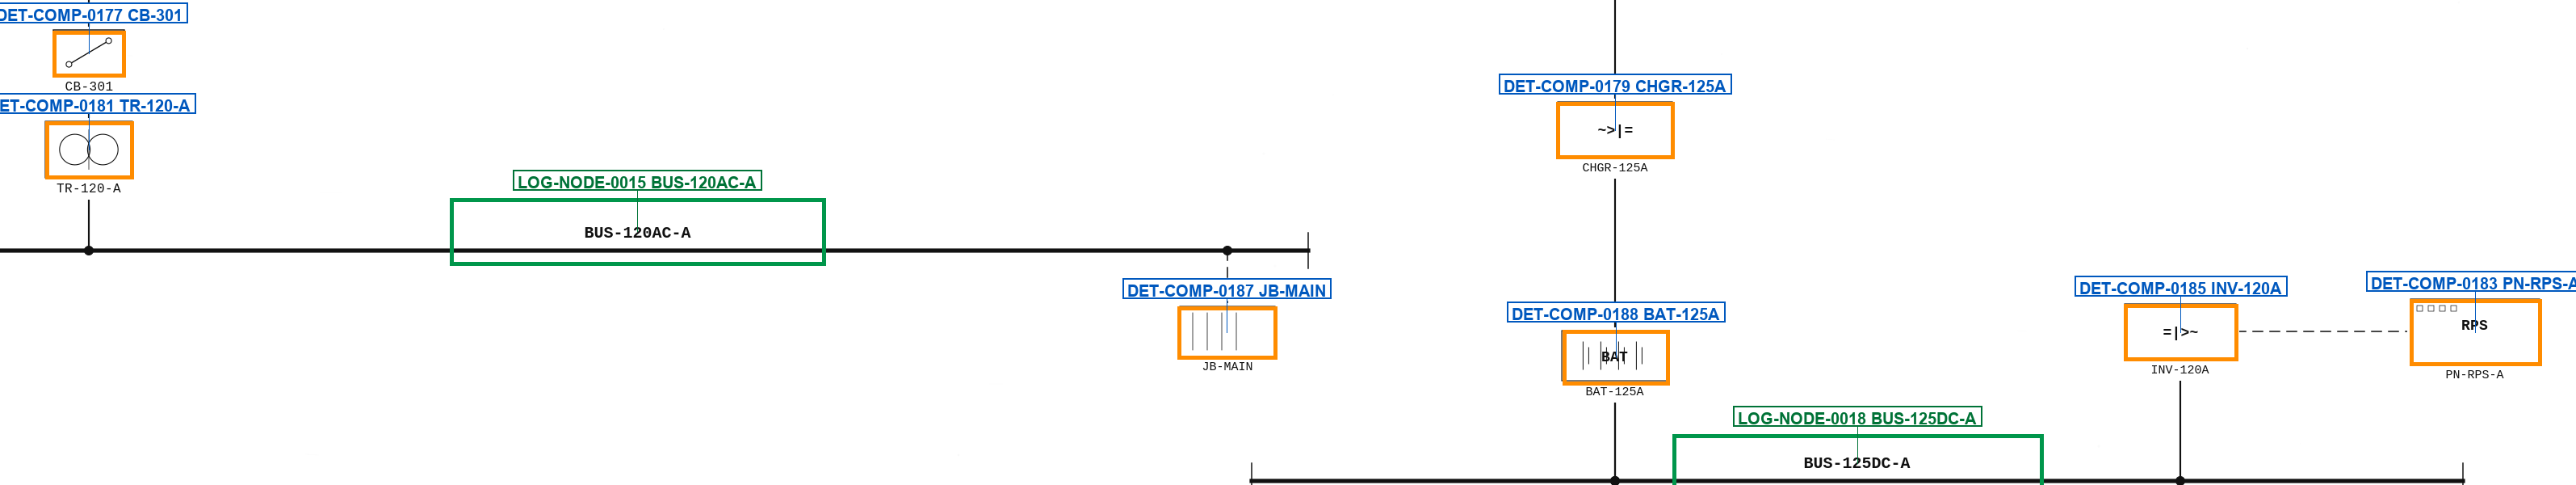 DET-COMP-0177 CB-301
CB-301
ET-COMP-0181 TR-120-A
TR-120-A
LOG-NODE-0015 BUS-120AC-A
BUS-120AC-A
DET-COMP-0187 JB-MAIN
JB-MAIN
DET-COMP-0179 CHGR-125A
~>|=
CHGR-125A
DET-COMP-0188 BAT-125A
BAT
BAT-125A
LOG-NODE-0018 BUS-125DC-A
BUS-125DC-A
DET-COMP-0185 INV-120A
=|>~
INV-120A
DET-COMP-0183 PN-RPS-A
RPS
PN-RPS-A